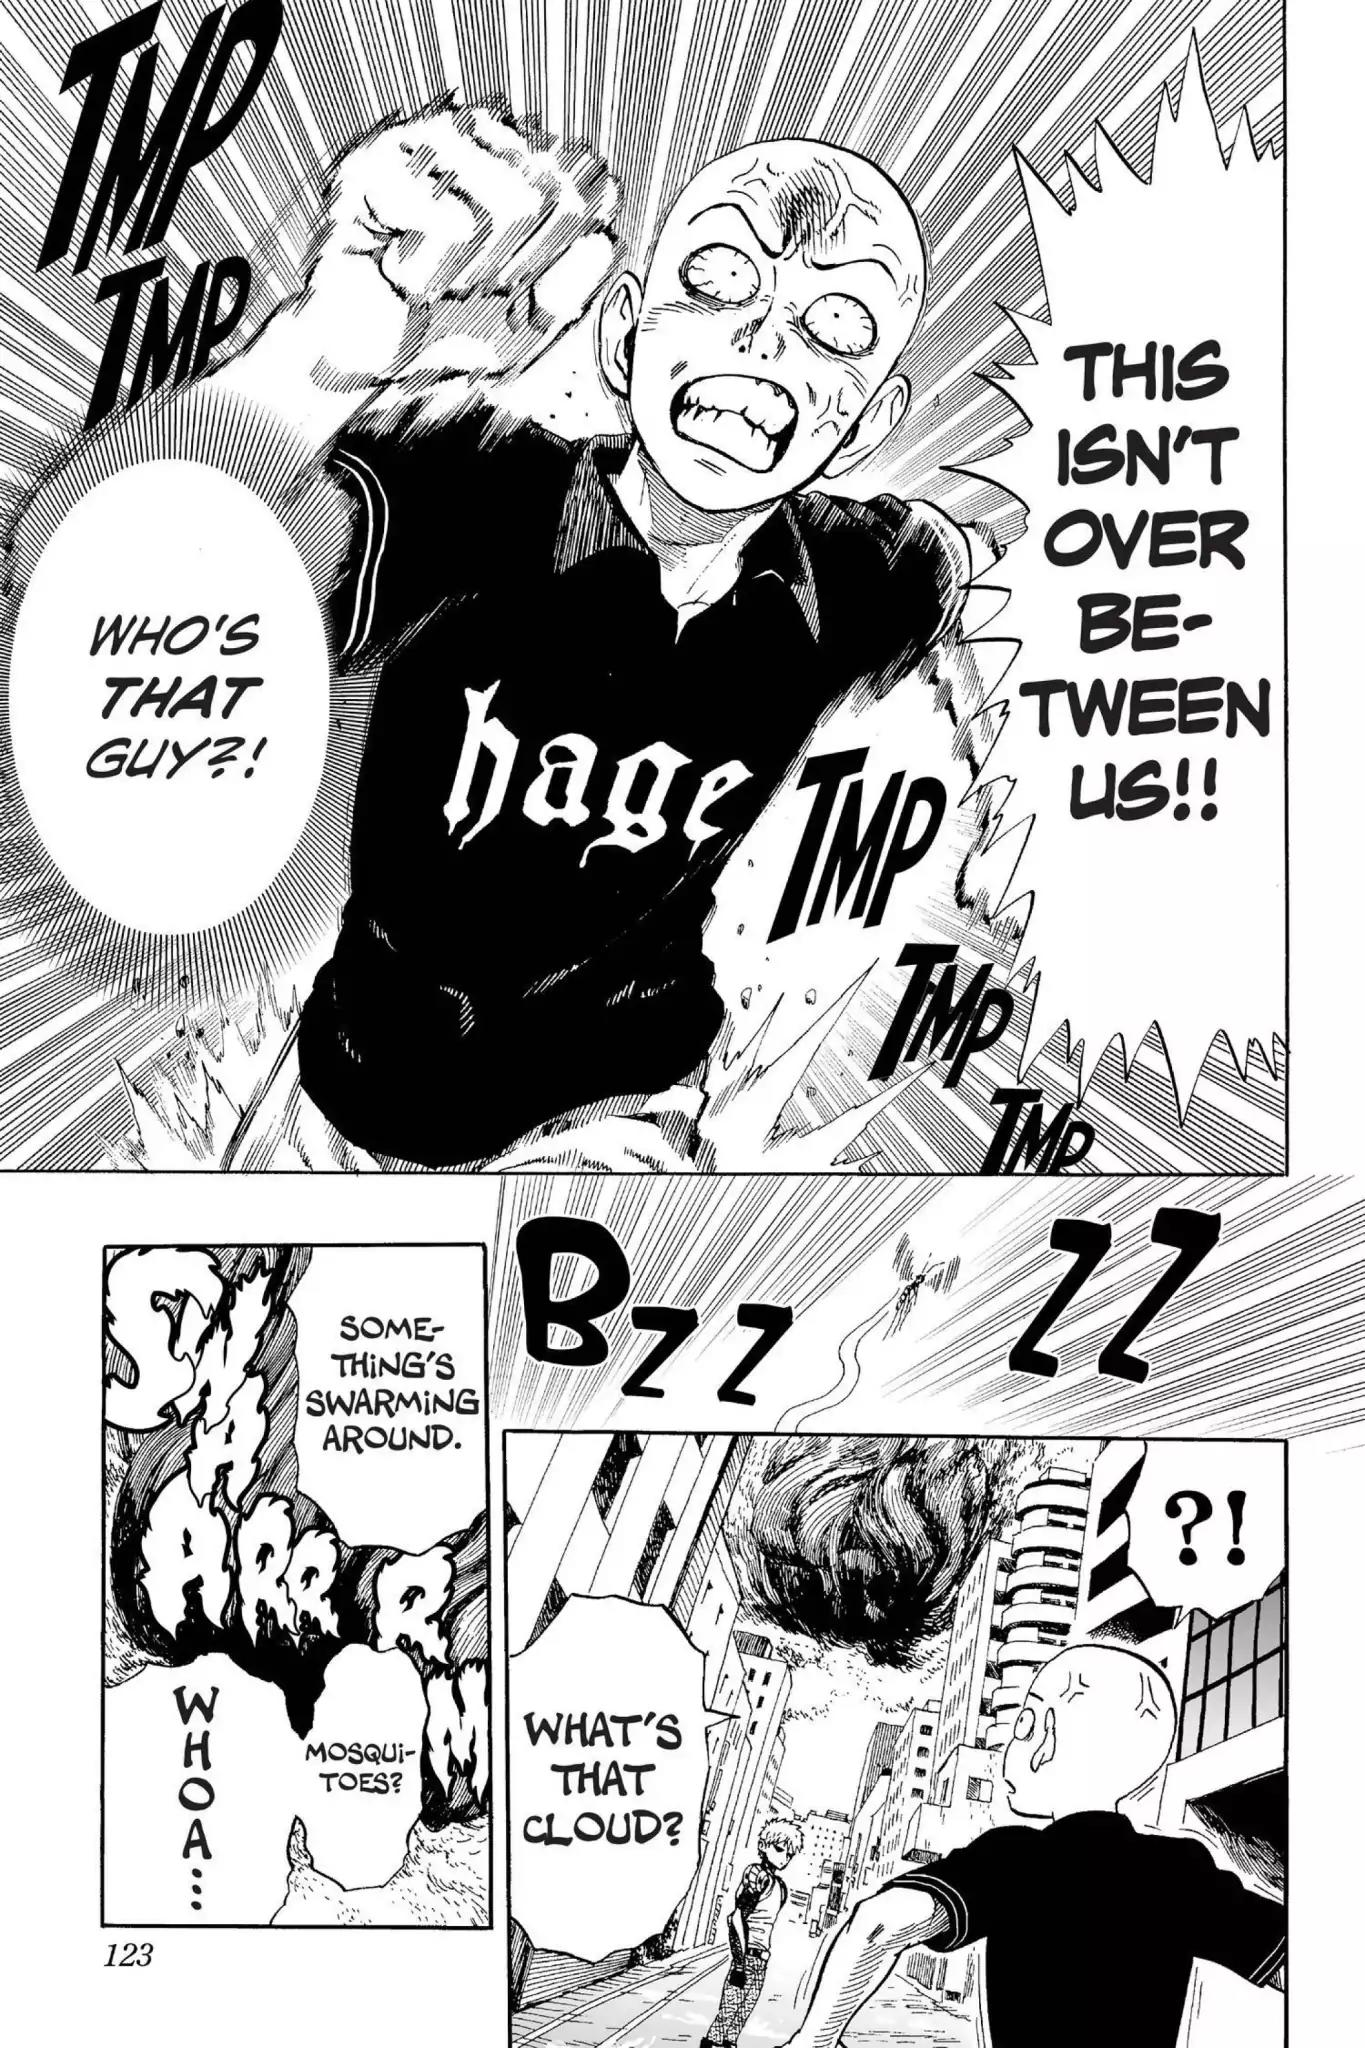 TMP
TMP
THIS
ISN'T
OVER
BE-
TWEEN
US!!
WHO'S
THAT
GUY?!
hage
TMP
TMP
TMP
BZZ
ZZ
?!
WHAT'S
THAT
CLOUD?
SOME-
THING'S
SWARMING
AROUND.
MOSQUI-
TOES?
WHOA...
123